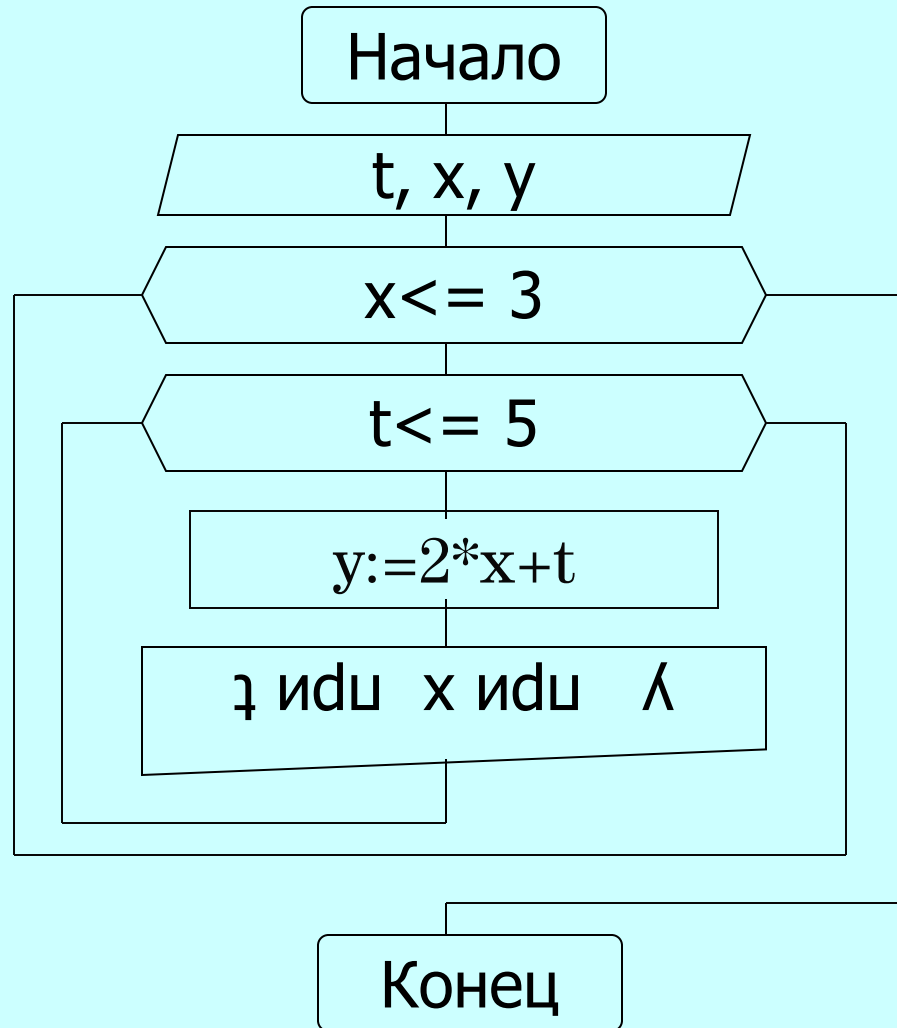 Начало
t, x, y
x<= 3
t<= 5
y:=2*x+t
y при x при t
Конец